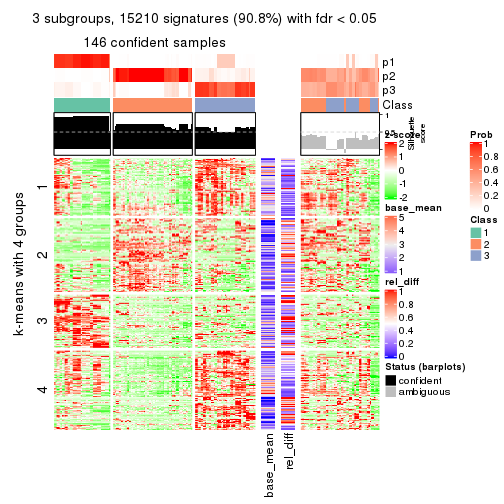 3 subgroups, 15210 signatures (90.8%) with fdr < 0.05
146 confident samples
p1
p2
p3
Class
1
0.5
0
Silhouette
score
k-means with 4 groups
1
2
3
4
base_mean
rel_diff
z-score
2
1
0
-1
-2
base_mean
5
4
3
2
1
rel_diff
1
0.8
0.6
0.4
0.2
0
Status (barplots)
confident
ambiguous
Prob
1
0.8
0.6
0.4
0.2
0
Class
1
2
3